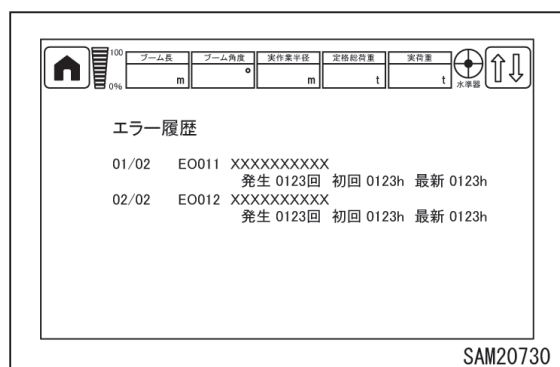 100
0%
ブーム長 ブーム角度 実作業半径 定格総荷重 実荷重
m ° m t t
水準器
エラー履歴
01/02 EO011 XXXXXXXXXX
発生 0123回 初回 0123h 最新 0123h
02/02 EO012 XXXXXXXXXX
発生 0123回 初回 0123h 最新 0123h
SAM20730